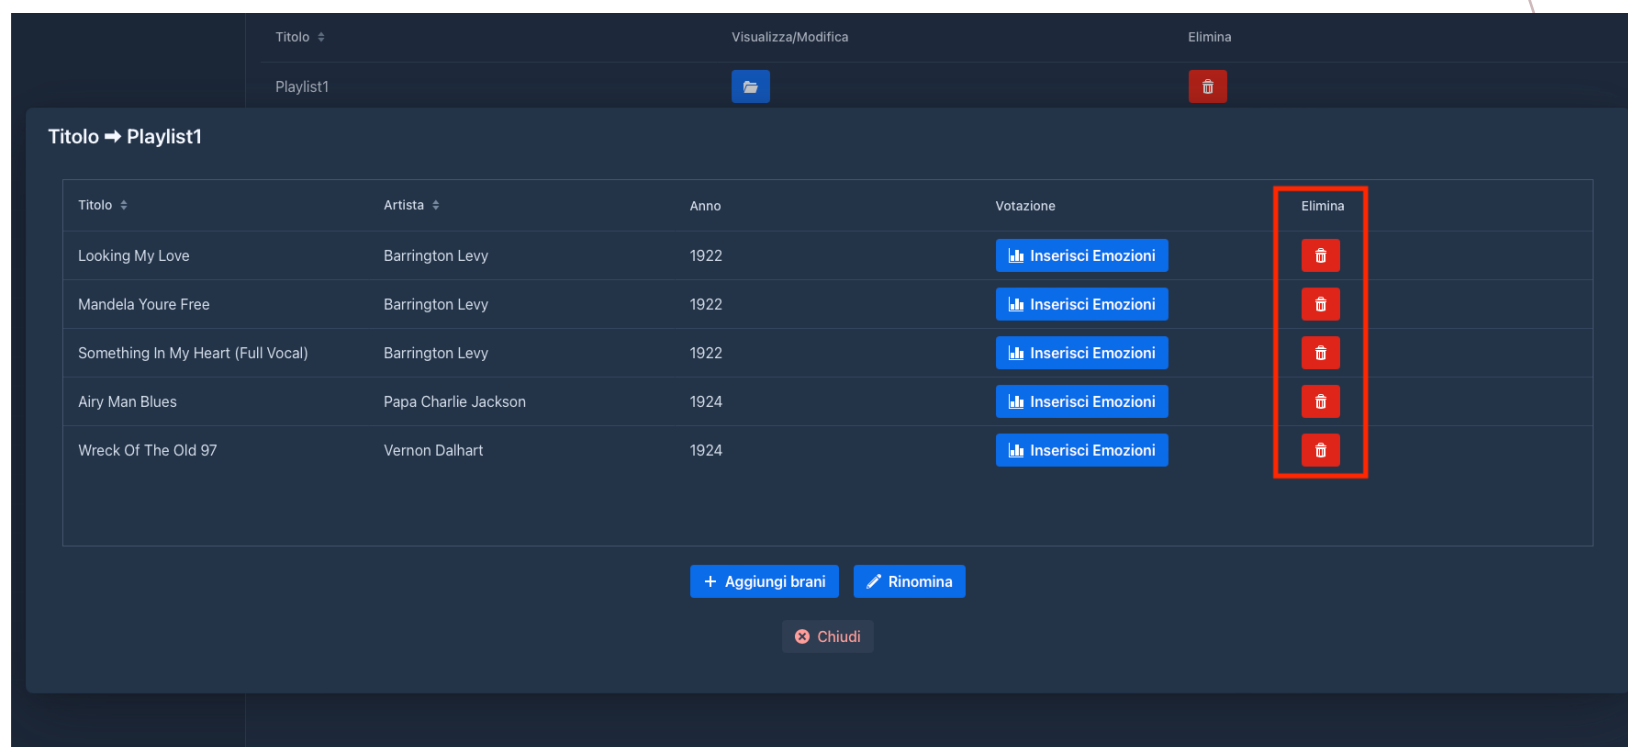 Titolo Visualizza/Modifica Elimina
Playlist1
Titolo ➡ Playlist1
Titolo Artista Anno Votazione Elimina
Looking My Love Barrington Levy 1922 Inserisci Emozioni
Mandela Youre Free Barrington Levy 1922 Inserisci Emozioni
Something In My Heart (Full Vocal) Barrington Levy 1922 Inserisci Emozioni
Airy Man Blues Papa Charlie Jackson 1924 Inserisci Emozioni
Wreck Of The Old 97 Vernon Dalhart 1924 Inserisci Emozioni
+ Aggiungi brani Rinomina
Chiudi